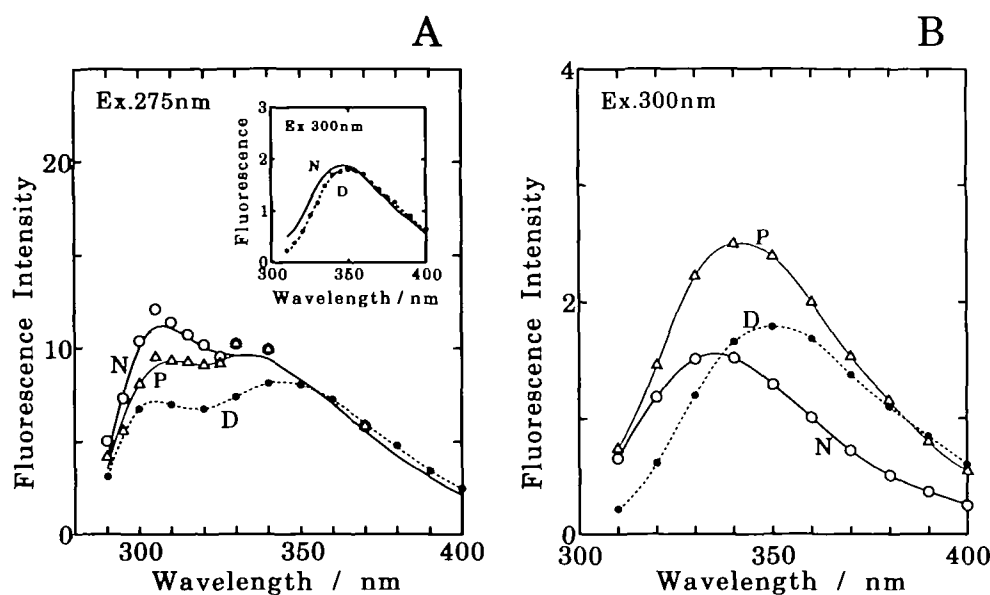 A
Ex.275nm
Fluorescence Intensity
20
10
0
300
350
400
Wavelength / nm
N
P
D
Ex 300nm
Fluorescence
3
2
1
0
300
350
400
Wavelength / nm
N
D
B
Ex.300nm
Fluorescence Intensity
4
2
0
300
350
400
Wavelength / nm
P
D
N